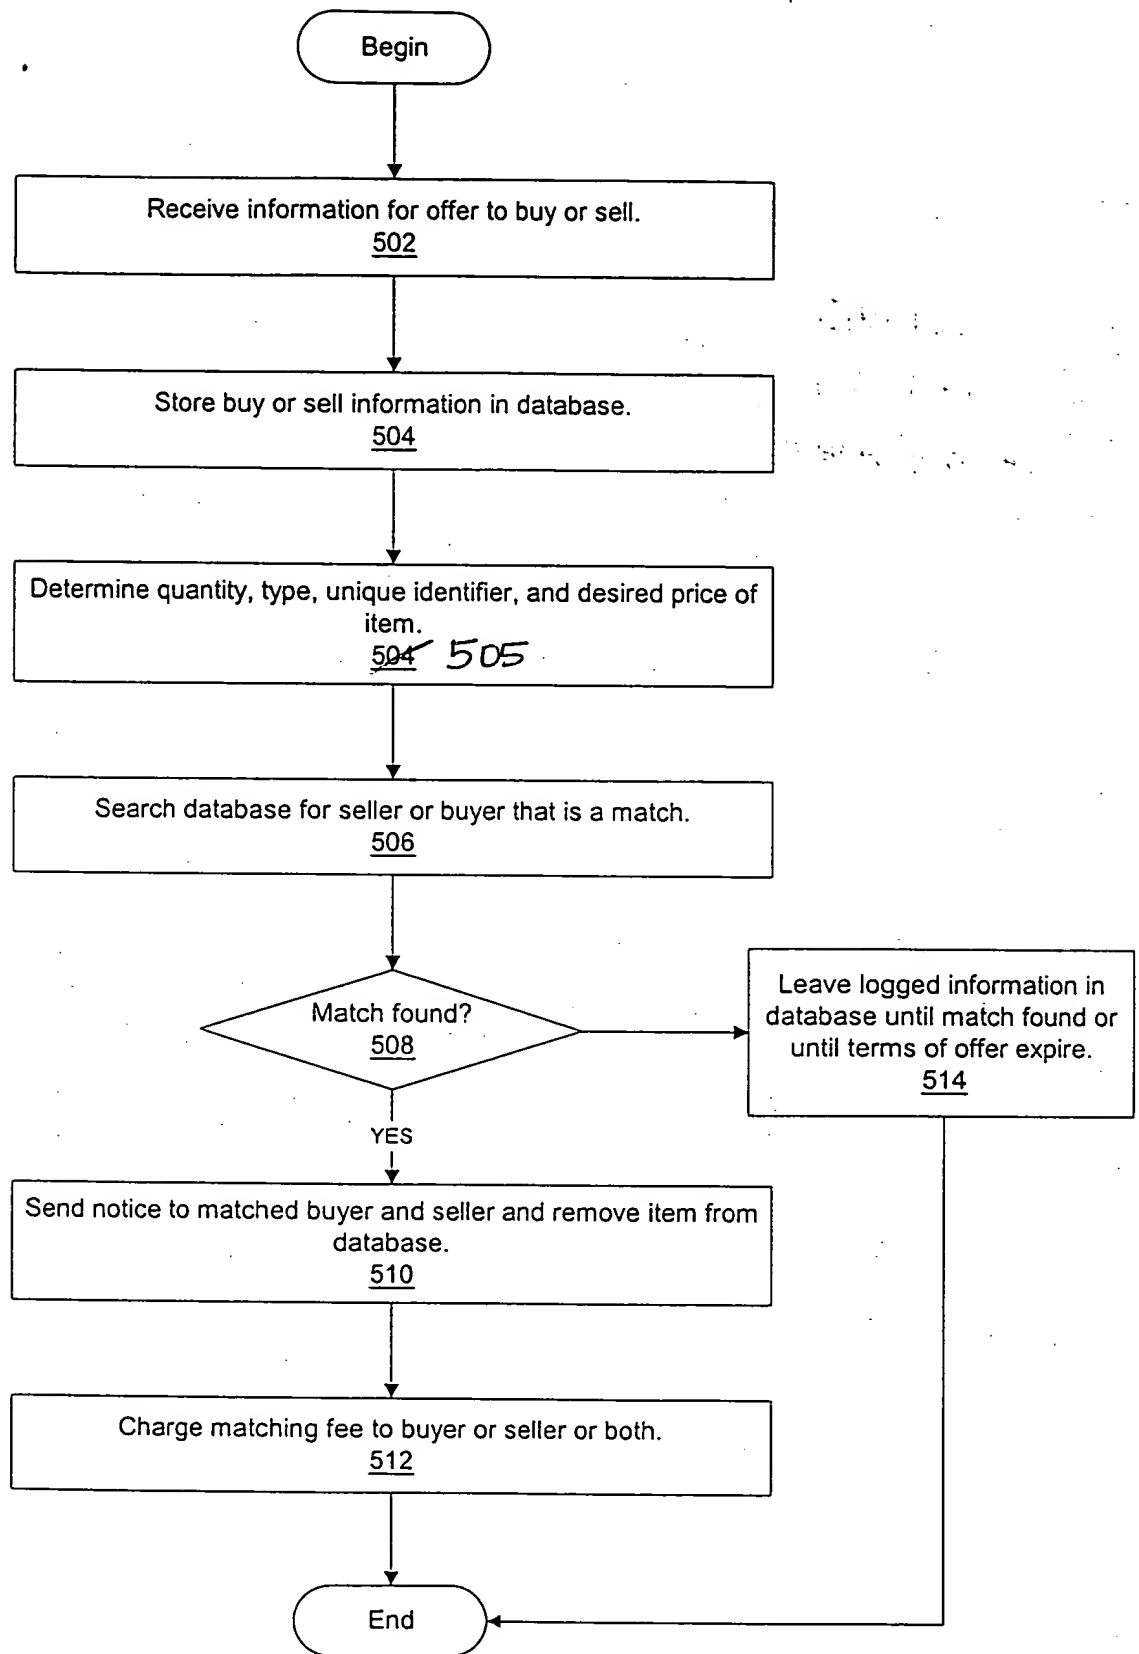 Begin
Receive information for offer to buy or sell.
502
Store buy or sell information in database.
504
Determine quantity, type, unique identifier, and desired price of
item.
504 505
Search database for seller or buyer that is a match.
506
Match found?
508
Leave logged information in
database until match found or
until terms of offer expire.
514
YES
Send notice to matched buyer and seller and remove item from
database.
510
Charge matching fee to buyer or seller or both.
512
End